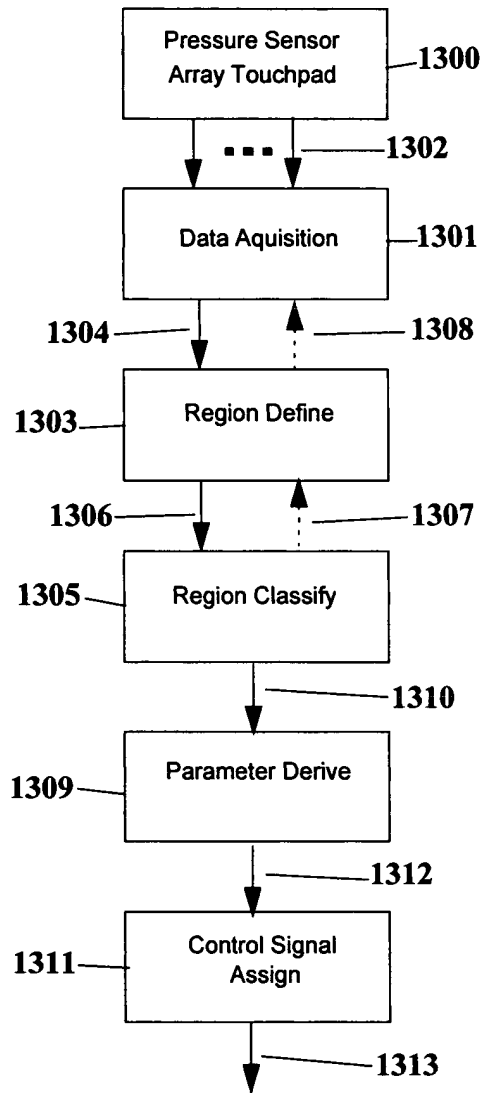 Pressure Sensor
Array Touchpad
1300
1302
Data Aquisition
1301
1304
1308
Region Define
1303
1306
1307
Region Classify
1305
1310
Parameter Derive
1309
1312
Control Signal
Assign
1311
1313